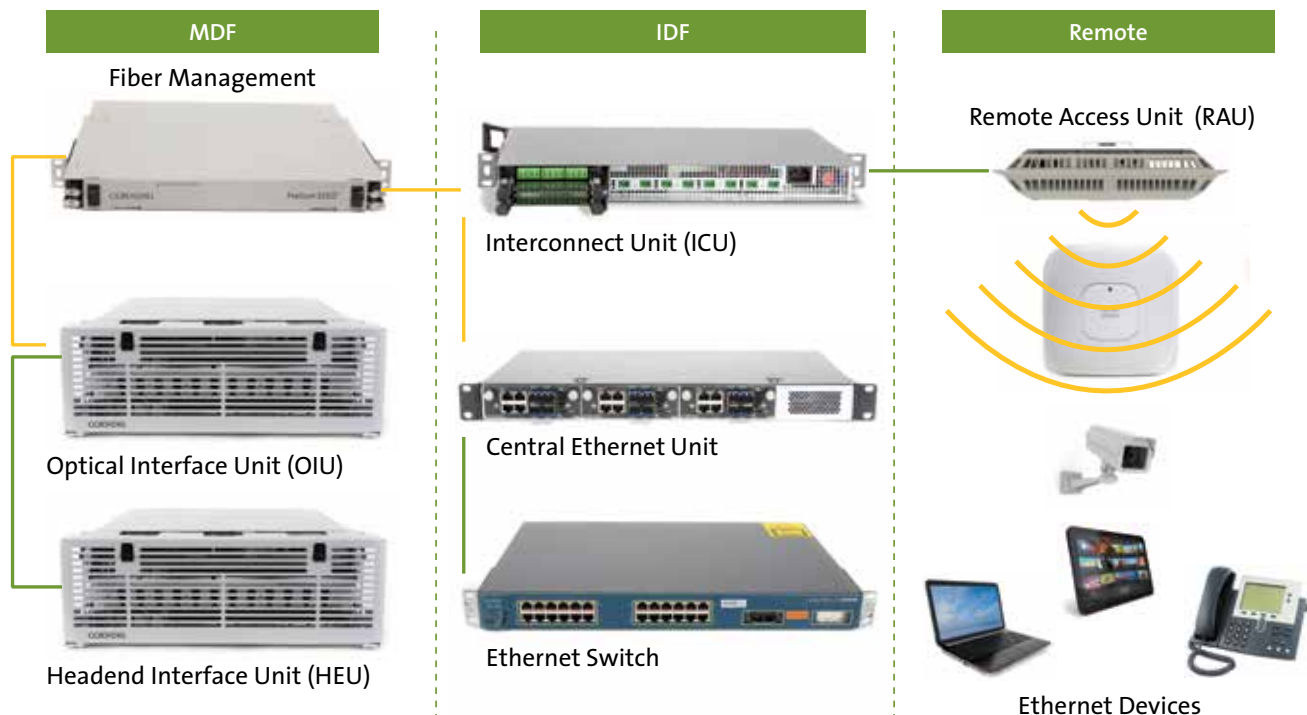 MDF
IDF
Remote
Fiber Management
Remote Access Unit (RAU)
CORNING
Interconnect Unit (ICU)
Central Ethernet Unit
CORNING
Optical Interface Unit (OIU)
CORNING
Ethernet Switch
Headend Interface Unit (HEU)
Ethernet Devices